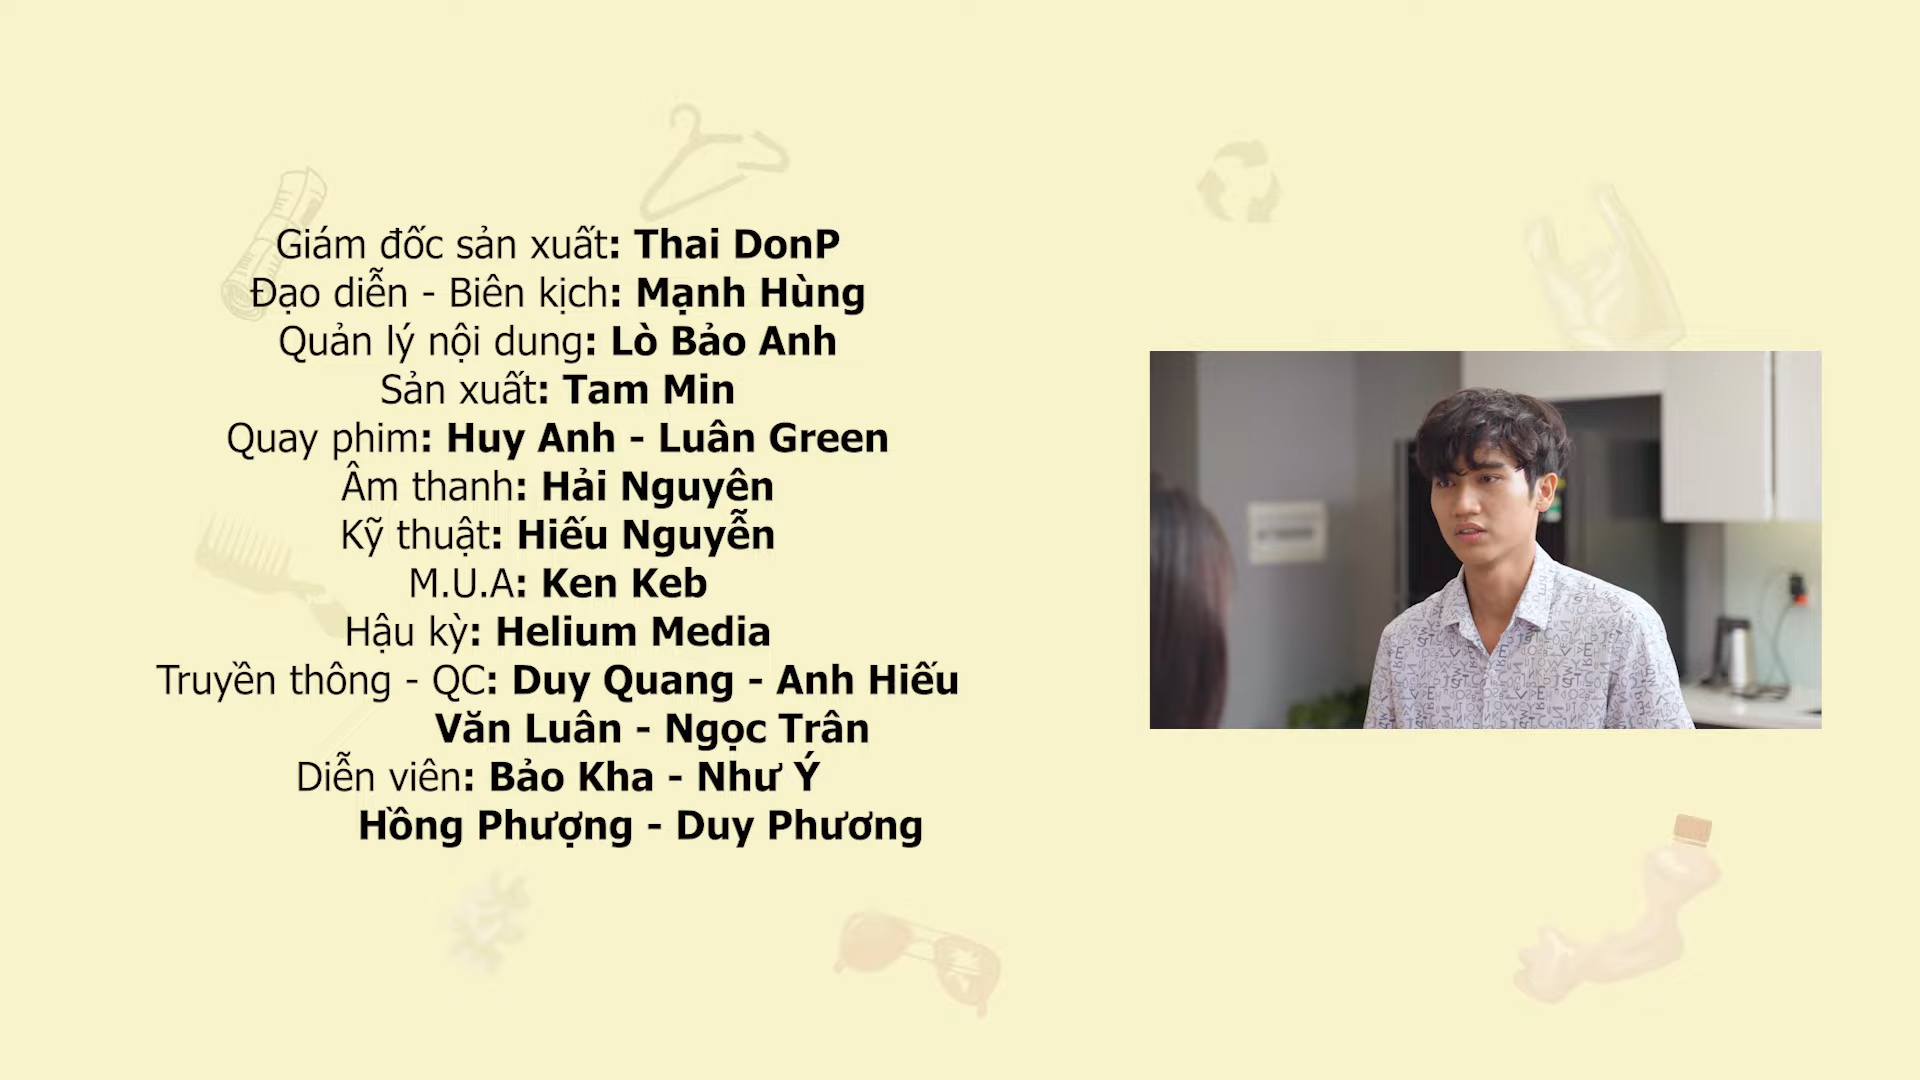 Giám đốc sản xuất: Thai DonP
Đạo diễn - Biên kịch: Mạnh Hùng
Quản lý nội dung: Lò Bảo Anh
Sản xuất: Tam Min
Quay phim: Huy Anh - Luân Green
Âm thanh: Hải Nguyên
Kỹ thuật: Hiếu Nguyễn
M.U.A: Ken Keb
Hậu kỳ: Helium Media
Truyền thông - QC: Duy Quang - Anh Hiếu
Văn Luân - Ngọc Trân
Diễn viên: Bảo Kha - Như Ý
Hồng Phượng - Duy Phương